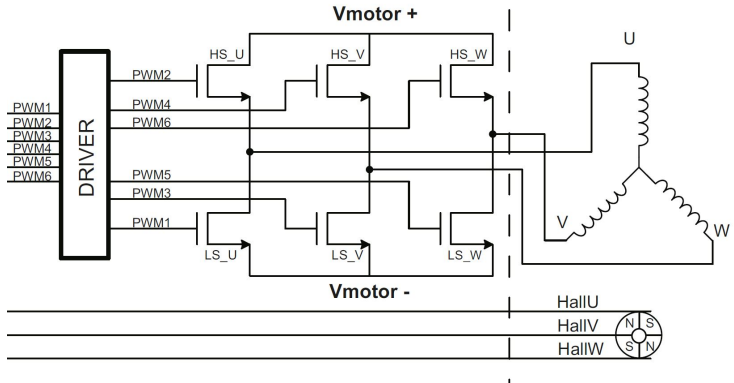 Vmotor +
U
HS_U
HS_V
HS_W
PWM2
PWM4
PWM6
PWM1
PWM2
PWM3
PWM4
PWM5
PWM6
DRIVER
PWM5
PWM3
PWM1
V
W
LS_U
LS_V
LS_W
Vmotor -
HallU
HallV
HallW
N S
S N